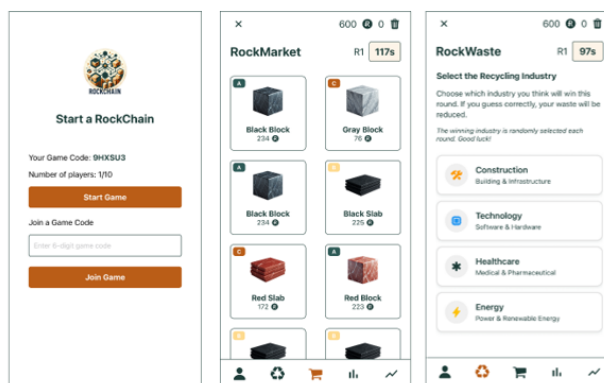 ROCKCHAIN
Start a RockChain
Your Game Code: 9HXSU3
Number of players: 1/10
Start Game
Join a Game Code
Enter 6-digit game code
Join Game
600 R 0
RockMarket
R1 117s
A
Black Block
234 R
C
Gray Block
76 R
A
Black Block
234 R
B
Black Slab
225 R
C
Red Slab
172 R
A
Red Block
223 R
B
B
600 R 0
RockWaste
R1 97s
Select the Recycling Industry
Choose which industry you think will win this
round. If you guess correctly, your waste will be
reduced.
The winning industry is randomly selected each
round. Good luck!
Construction
Building & Infrastructure
Technology
Software & Hardware
Healthcare
Medical & Pharmaceutical
Energy
Power & Renewable Energy